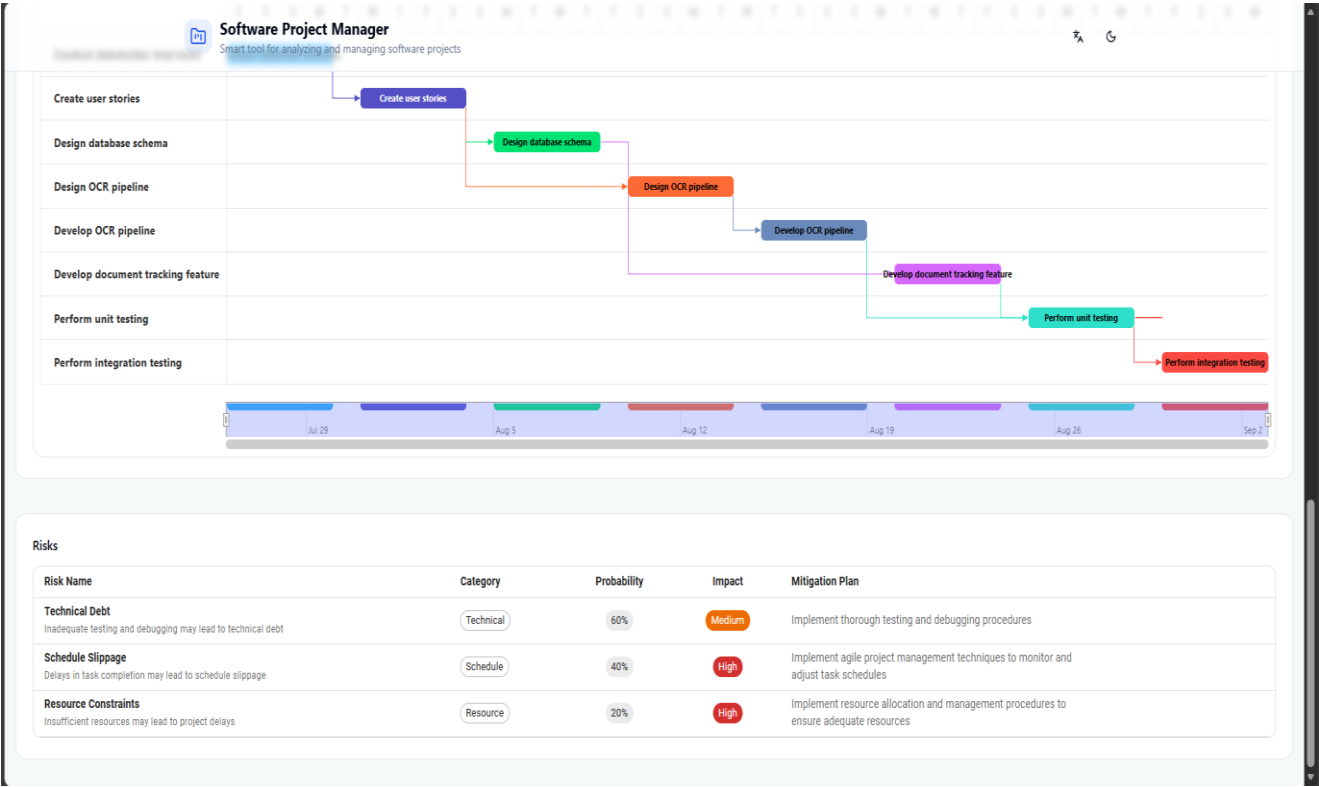 Software Project Manager
Smart tool for analyzing and managing software projects
Create user stories
Create user stories
Design database schema
Design database schema
Design OCR pipeline
Design OCR pipeline
Develop OCR pipeline
Develop OCR pipeline
Develop document tracking feature
Develop document tracking feature
Perform unit testing
Perform unit testing
Perform integration testing
Perform integration testing
Jul 29
Aug 5
Aug 12
Aug 19
Aug 26
Sep 2
Risks
Risk Name
Category
Probability
Impact
Mitigation Plan
Technical Debt
Inadequate testing and debugging may lead to technical debt
Technical
60%
Medium
Implement thorough testing and debugging procedures
Schedule Slippage
Delays in task completion may lead to schedule slippage
Schedule
40%
High
Implement agile project management techniques to monitor and
adjust task schedules
Resource Constraints
Insufficient resources may lead to project delays
Resource
20%
High
Implement resource allocation and management procedures to
ensure adequate resources